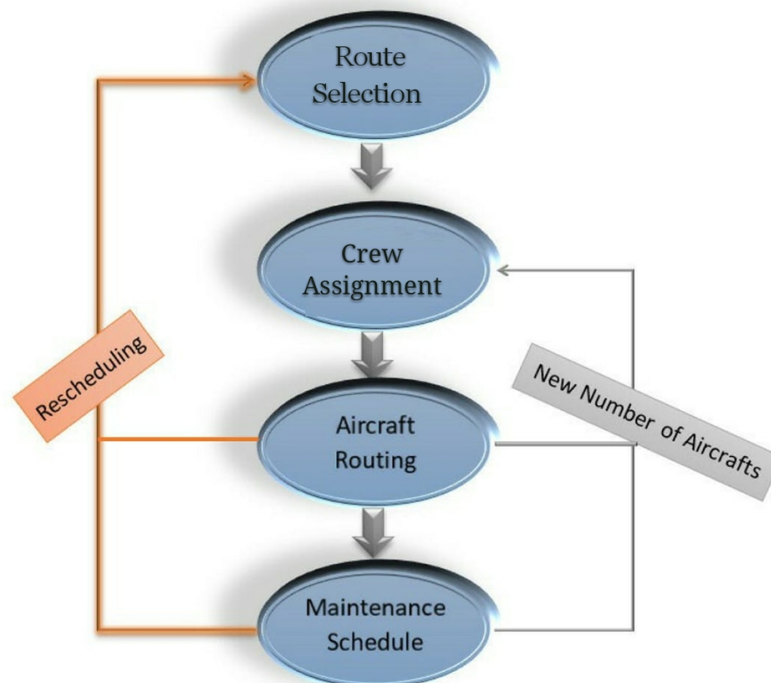 Route
Selection
Crew
Assignment
Rescheduling
New Number of Aircrafts
Aircraft
Routing
Maintenance
Schedule